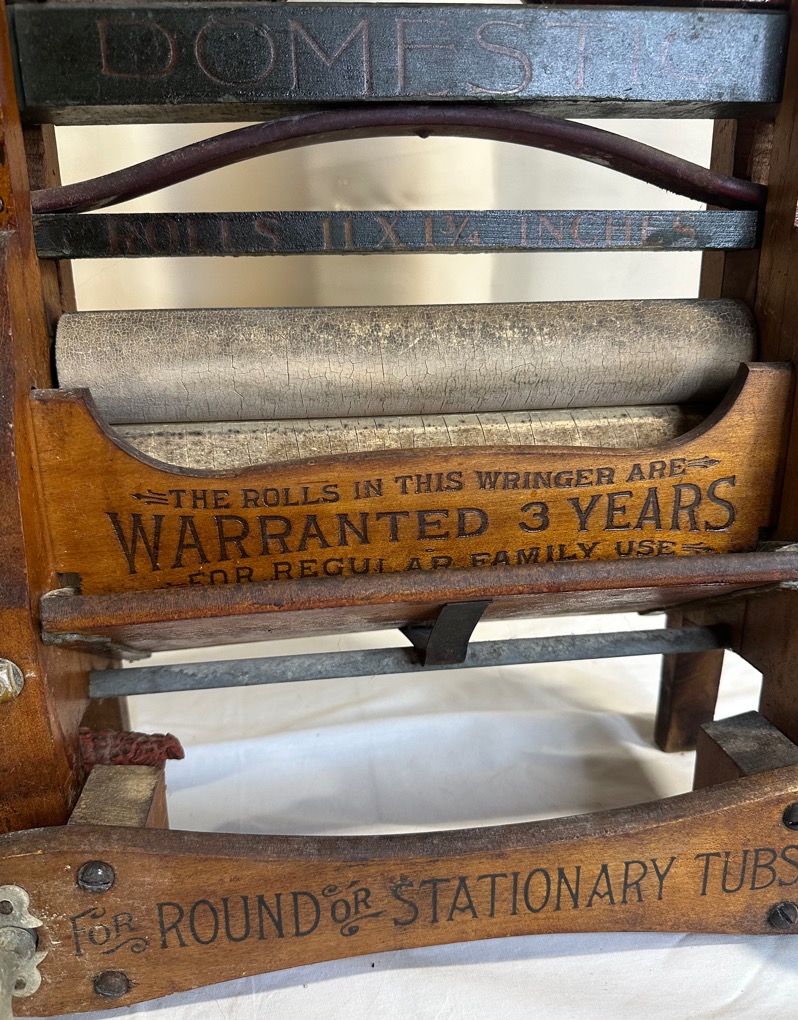 DOMESTIC
ROLLS 11 X 1¾ INCHES
THE ROLLS IN THIS WRINGER ARE
WARRANTED 3 YEARS
FOR REGULAR FAMILY USE
FOR ROUND OR STATIONARY TUBS